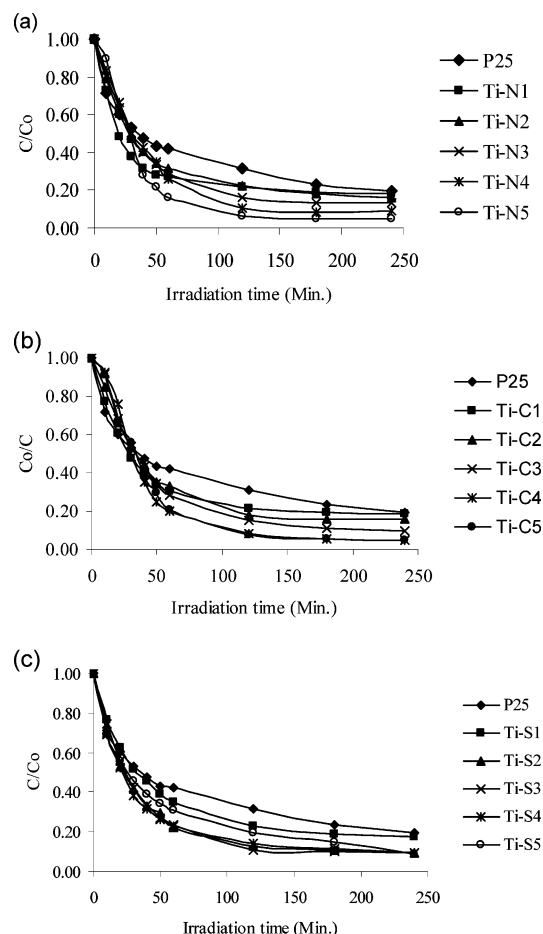 (a)
1.00
0.80
0.60
0.40
0.20
0.00
C/Co
0 50 100 150 200 250
Irradiation time (Min.)
P25
Ti-N1
Ti-N2
Ti-N3
Ti-N4
Ti-N5
(b)
1.00
0.80
0.60
0.40
0.20
0.00
Co/C
0 50 100 150 200 250
Irradiation time (Min.)
P25
Ti-C1
Ti-C2
Ti-C3
Ti-C4
Ti-C5
(c)
1.00
0.80
0.60
0.40
0.20
0.00
C/Co
0 50 100 150 200 250
Irradiation time (Min.)
P25
Ti-S1
Ti-S2
Ti-S3
Ti-S4
Ti-S5